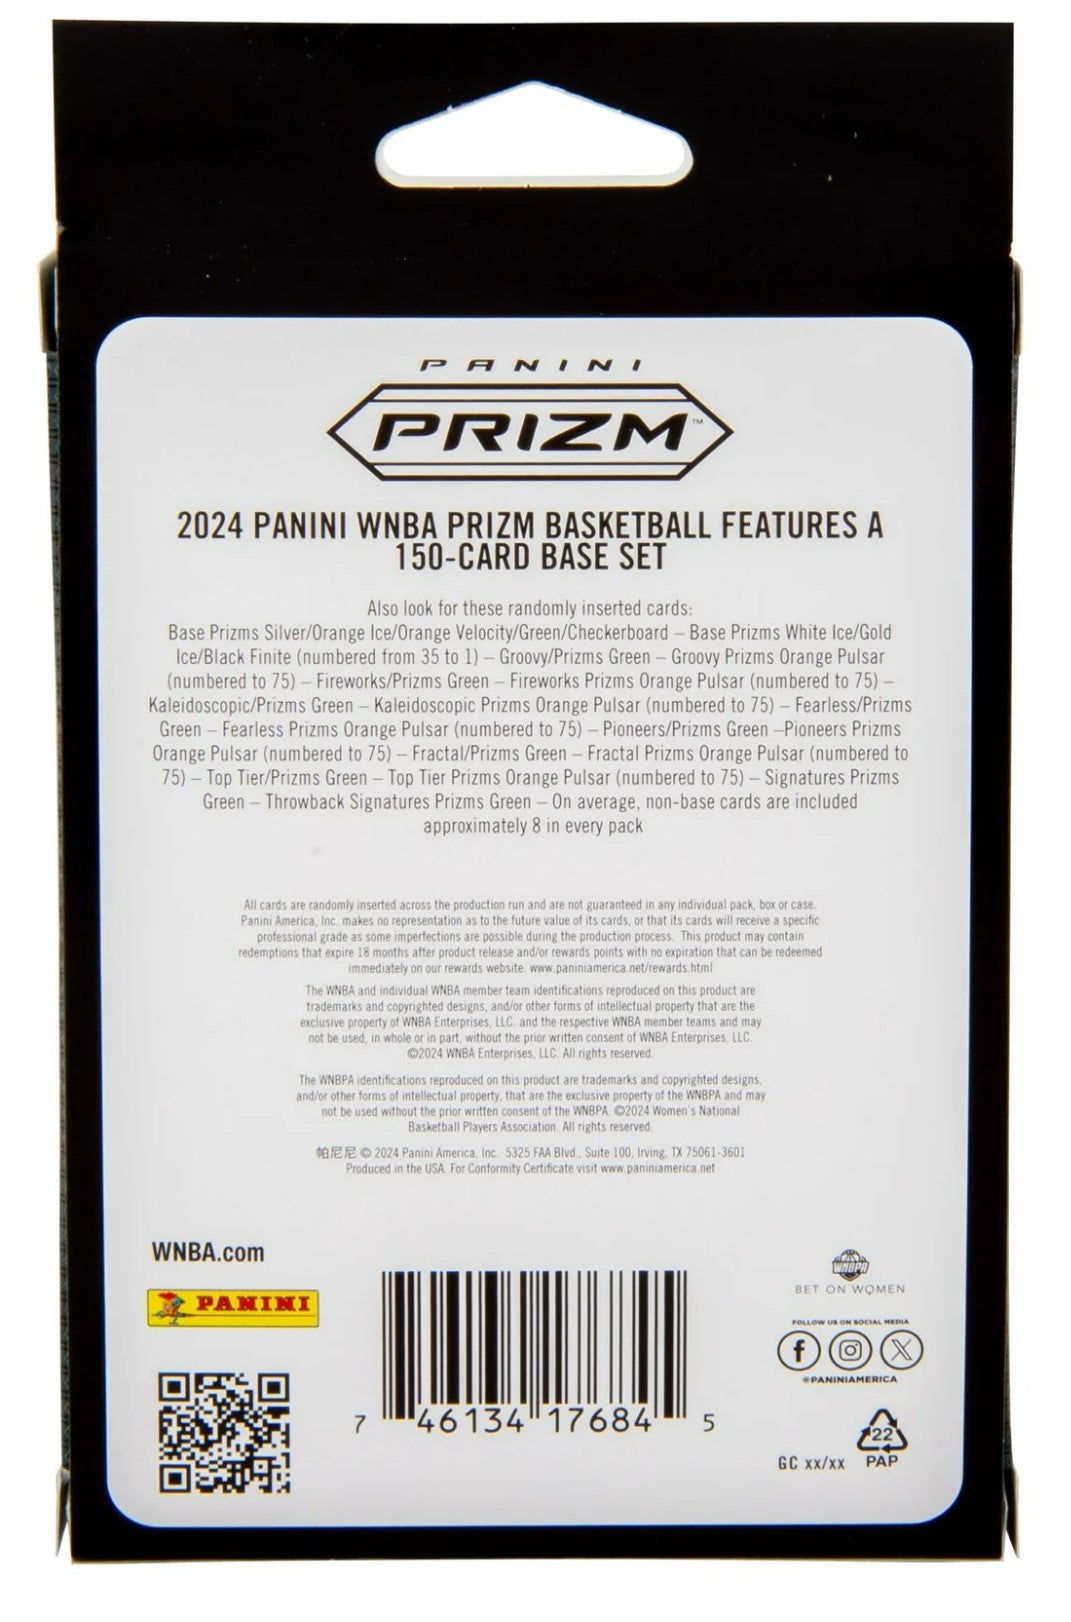 PANINI
PRIZM™
2024 PANINI WNBA PRIZM BASKETBALL FEATURES A
150-CARD BASE SET
Also look for these randomly inserted cards:
Base Prizms Silver/Orange Ice/Orange Velocity/Green/Checkerboard – Base Prizms White Ice/Gold
Ice/Black Finite (numbered from 35 to 1) – Groovy/Prizms Green – Groovy Prizms Orange Pulsar
(numbered to 75) – Fireworks/Prizms Green – Fireworks Prizms Orange Pulsar (numbered to 75) –
Kaleidoscopic/Prizms Green – Kaleidoscopic Prizms Orange Pulsar (numbered to 75) – Fearless/Prizms
Green – Fearless Prizms Orange Pulsar (numbered to 75) – Pioneers/Prizms Green –Pioneers Prizms
Orange Pulsar (numbered to 75) – Fractal/Prizms Green – Fractal Prizms Orange Pulsar (numbered to
75) – Top Tier/Prizms Green – Top Tier Prizms Orange Pulsar (numbered to 75) – Signatures Prizms
Green – Throwback Signatures Prizms Green – On average, non-base cards are included
approximately 8 in every pack
All cards are randomly inserted across the production run and are not guaranteed in any individual pack, box or case.
Panini America, Inc. makes no representation as to the future value of its cards, or that its cards will receive a specific
professional grade as some imperfections are possible during the production process. This product may contain
redemptions that expire 18 months after product release and/or rewards points with no expiration that can be redeemed
immediately on our rewards website. www.paniniamerica.net/rewards.html
The WNBA and individual WNBA member team identifications reproduced on this product are
trademarks and copyrighted designs, and/or other forms of intellectual property that are the
exclusive property of WNBA Enterprises, LLC. and the respective WNBA member teams and may
not be used, in whole or in part, without the prior written consent of WNBA Enterprises, LLC.
©2024 WNBA Enterprises, LLC. All rights reserved.
The WNBPA identifications reproduced on this product are trademarks and copyrighted designs,
and/or other forms of intellectual property, that are the exclusive property of the WNBPA and may
not be used without the prior written consent of the WNBPA. ©2024 Women's National
Basketball Players Association. All rights reserved.
帕尼尼 © 2024 Panini America, Inc. 5325 FAA Blvd., Suite 100, Irving, TX 75061-3601
Produced in the USA. For Conformity Certificate visit www.paniniamerica.net
WNBA.com
PANINI
WNBPA
BET ON WOMEN
FOLLOW US ON SOCIAL MEDIA
@PANINIAMERICA
7 46134 17684 5
22
GC xx/xx PAP